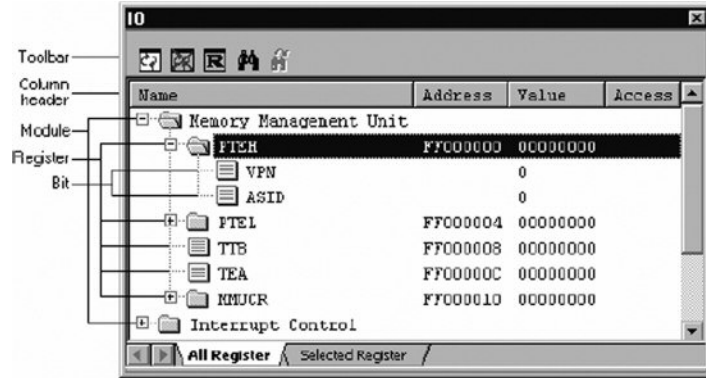 IO
Toolbar
Column
header
Name Address Value Access
Module
Memory Management Unit
Register
PTEH FF000000 00000000
Bit
VPN 0
ASID 0
PTEL FF000004 00000000
TTB FF000008 00000000
TEA FF00000C 00000000
MMUCR FF000010 00000000
Interrupt Control
All Register Selected Register